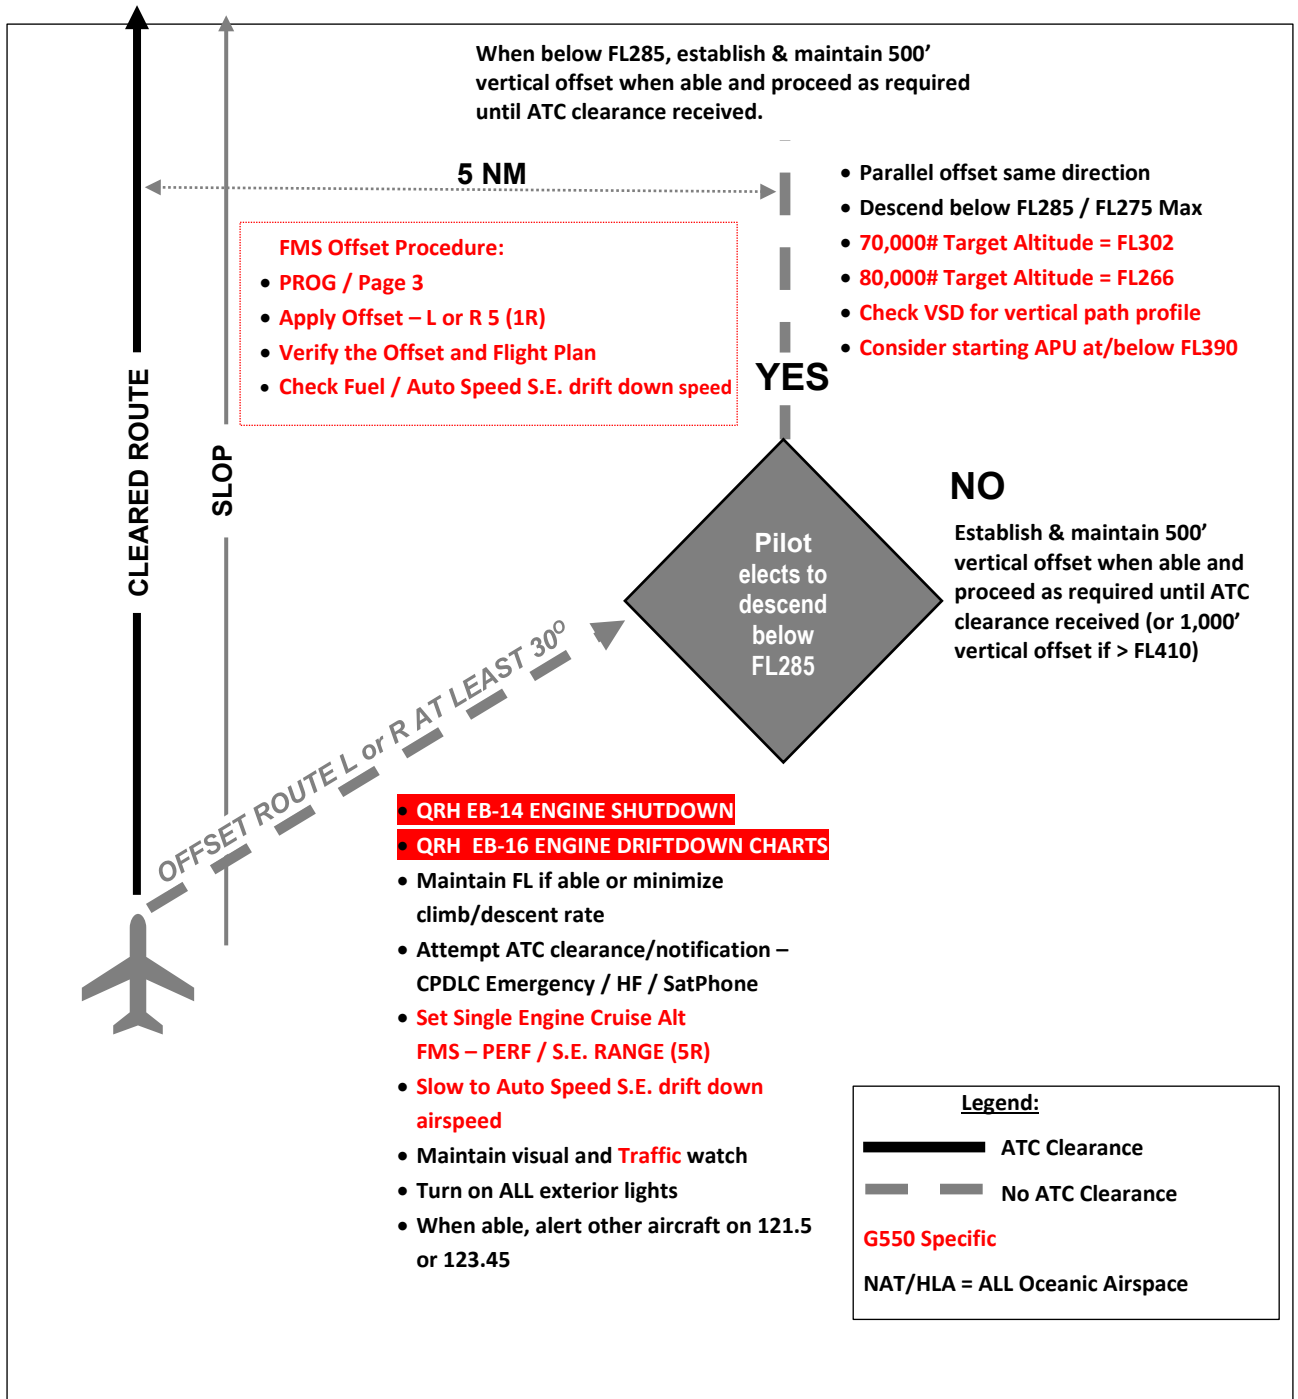 When below FL285, establish & maintain 500’
vertical offset when able and proceed as required
until ATC clearance received.
5 NM
• Parallel offset same direction
• Descend below FL285 / FL275 Max
• 70,000# Target Altitude = FL302
• 80,000# Target Altitude = FL266
• Check VSD for vertical path profile
• Consider starting APU at/below FL390
FMS Offset Procedure:
• PROG / Page 3
• Apply Offset – L or R 5 (1R)
• Verify the Offset and Flight Plan
• Check Fuel / Auto Speed S.E. drift down speed
YES
CLEARED ROUTE
SLOP
NO
Establish & maintain 500’
vertical offset when able and
proceed as required until ATC
clearance received (or 1,000’
vertical offset if > FL410)
Pilot
elects to
descend
below
FL285
OFFSET ROUTE L or R AT LEAST 30°
• QRH EB-14 ENGINE SHUTDOWN
• QRH EB-16 ENGINE DRIFTDOWN CHARTS
• Maintain FL if able or minimize
climb/descent rate
• Attempt ATC clearance/notification –
CPDLC Emergency / HF / SatPhone
• Set Single Engine Cruise Alt
FMS – PERF / S.E. RANGE (5R)
• Slow to Auto Speed S.E. drift down
airspeed
• Maintain visual and Traffic watch
• Turn on ALL exterior lights
• When able, alert other aircraft on 121.5
or 123.45
Legend:
ATC Clearance
No ATC Clearance
G550 Specific
NAT/HLA = ALL Oceanic Airspace